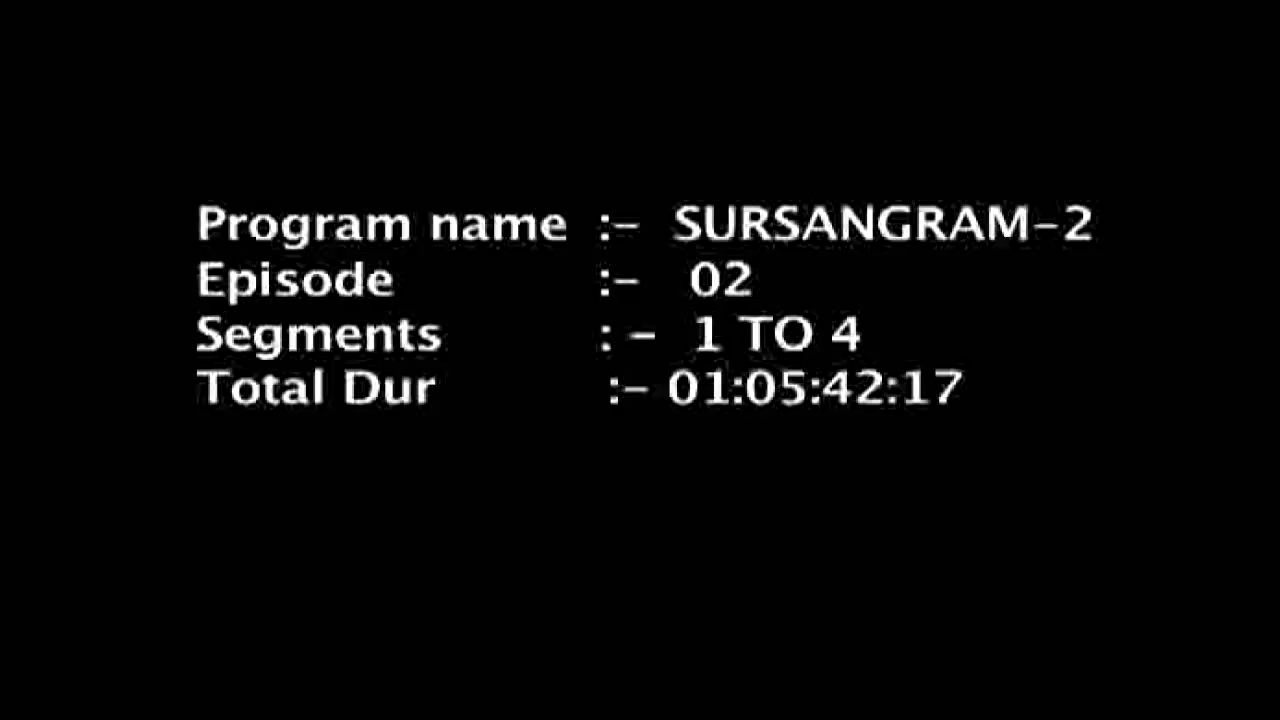 Program name :- SURSANGRAM-2
Episode :- 02
Segments : - 1 TO 4
Total Dur :- 01:05:42:17